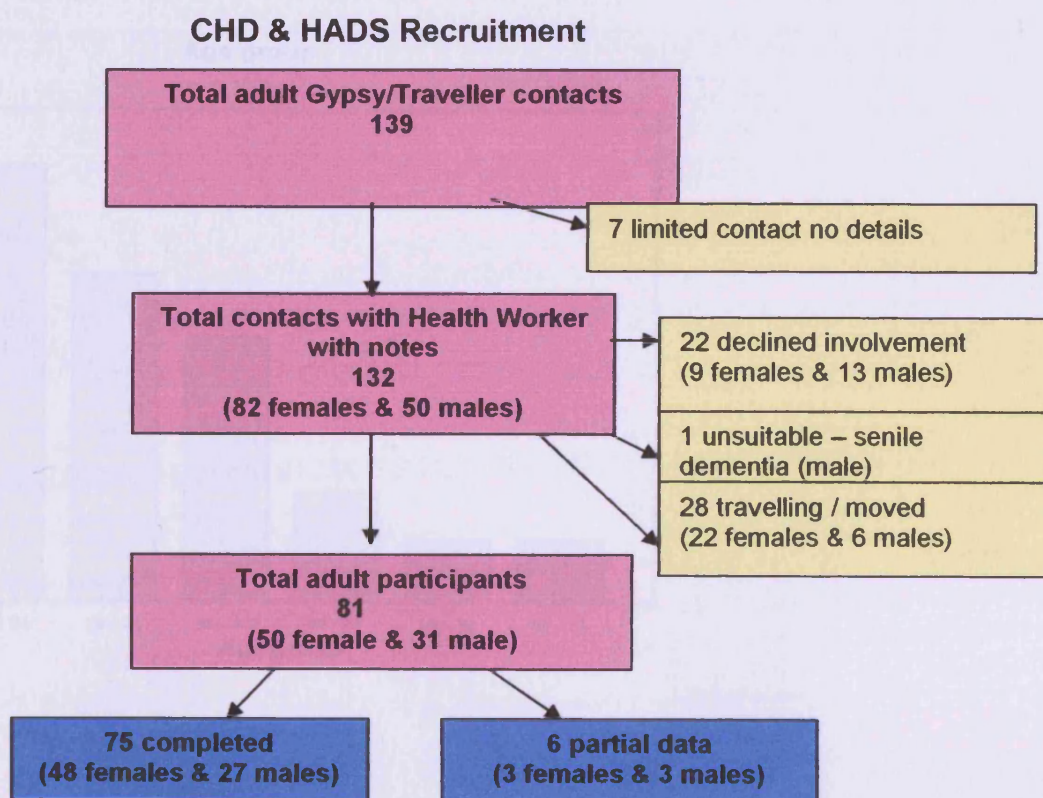 CHD & HADS Recruitment
Total adult Gypsy/Traveller contacts
139
7 limited contact no details
Total contacts with Health Worker
with notes
132
(82 females & 50 males)
22 declined involvement
(9 females & 13 males)
1 unsuitable – senile
dementia (male)
28 travelling / moved
(22 females & 6 males)
Total adult participants
81
(50 female & 31 male)
75 completed
(48 females & 27 males)
6 partial data
(3 females & 3 males)